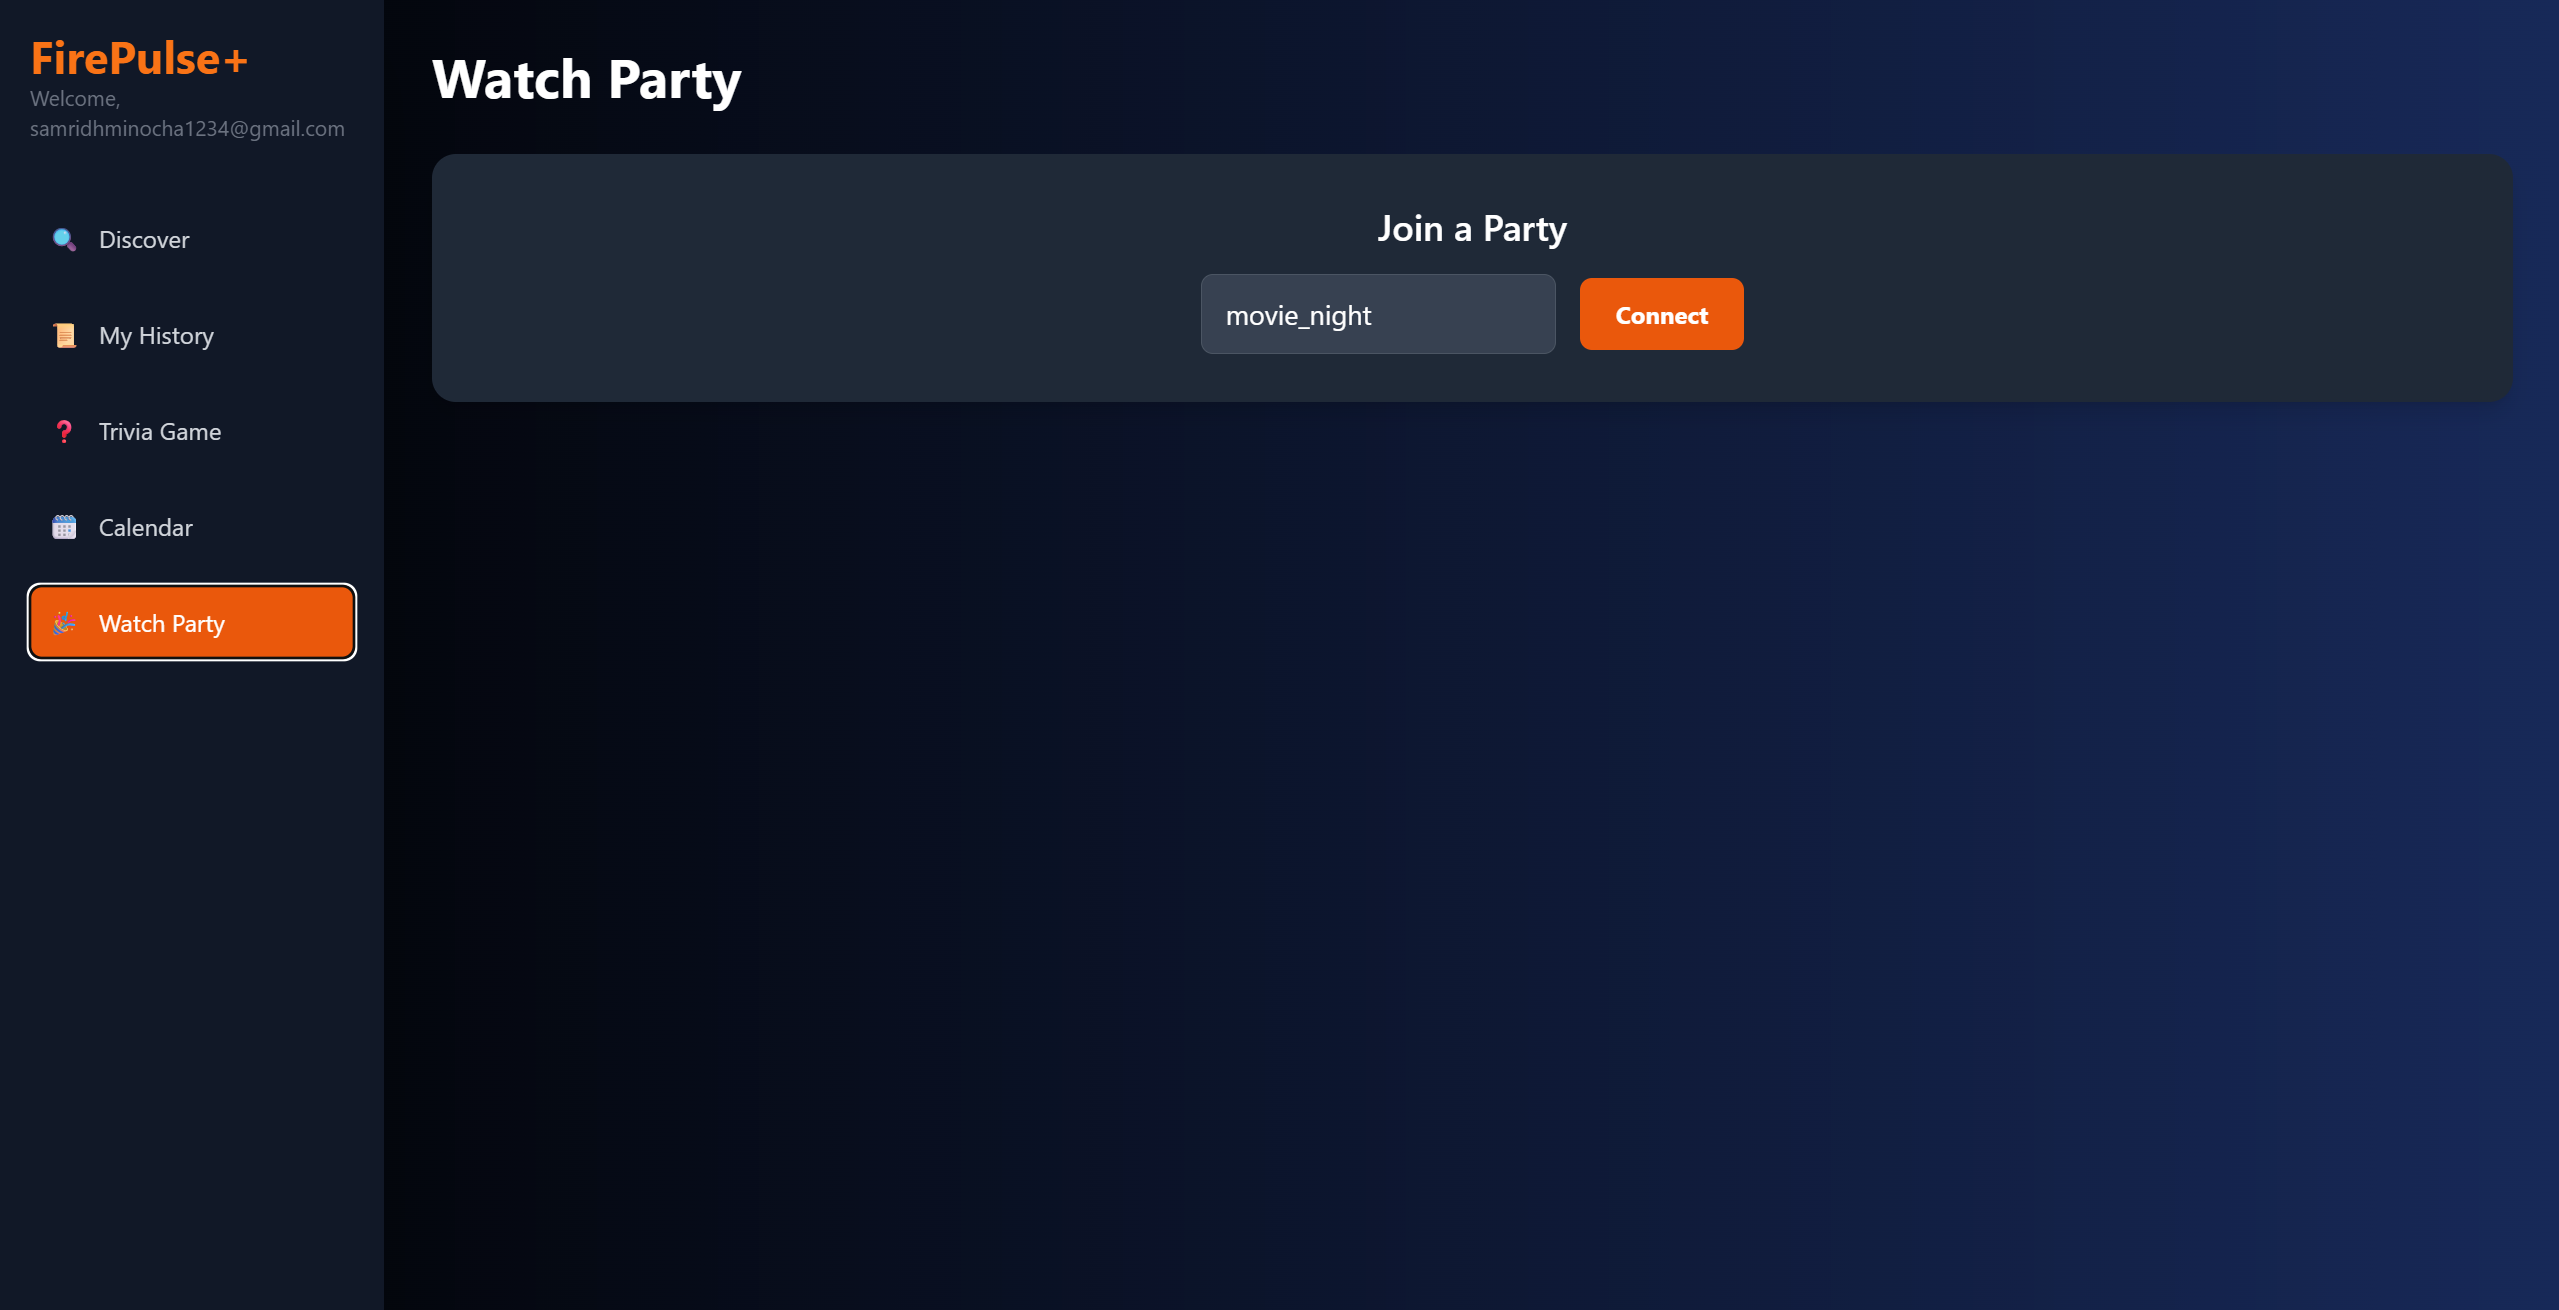 FirePulse+
Welcome,
samridhminocha1234@gmail.com
Discover
My History
Trivia Game
Calendar
Watch Party
Watch Party
Join a Party
movie_night
Connect